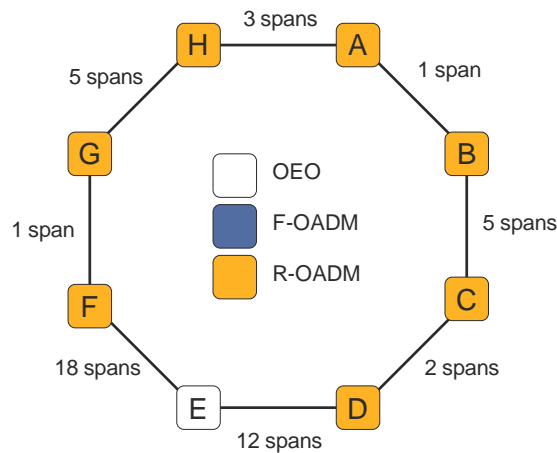 3 spans
H
A
5 spans
1 span
G
B
OEO
1 span
F-OADM
5 spans
R-OADM
F
C
18 spans
2 spans
E
D
12 spans